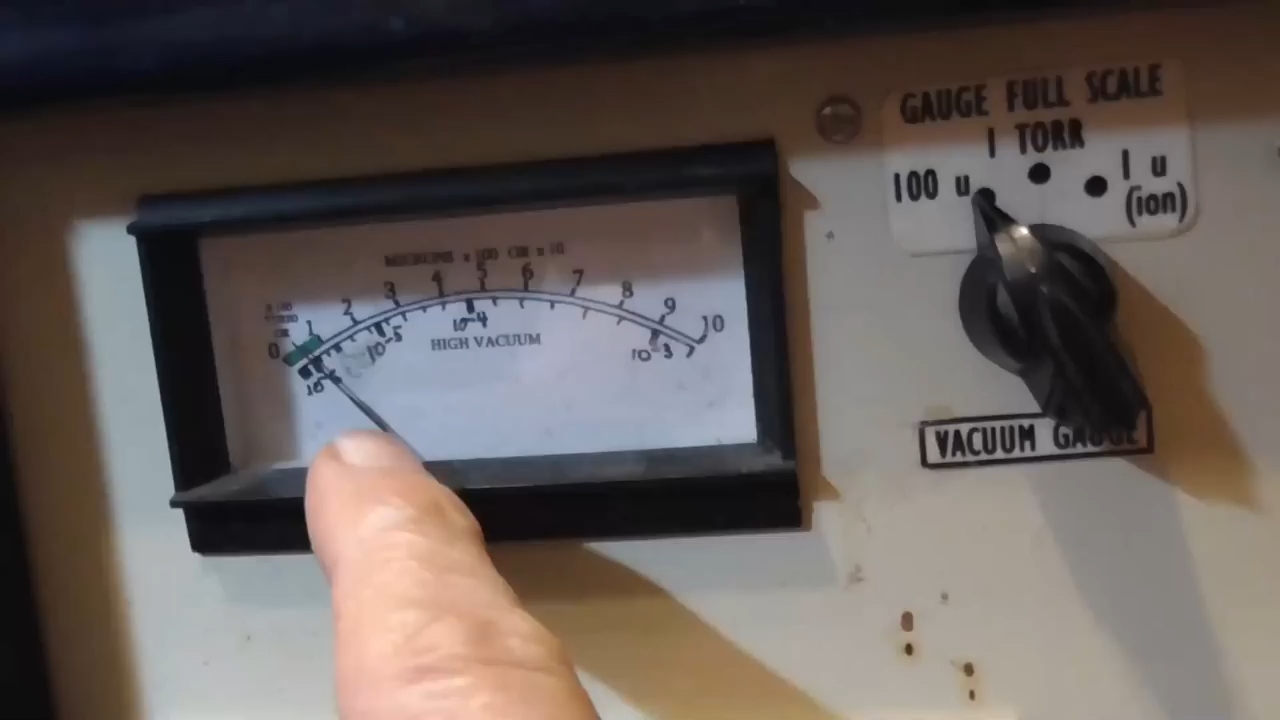 GAUGE FULL SCALE
1 TORR
100 u
1 u
(ion)
MICRONS x 100 OR x 10
0 1 2 3 4 5 6 7 8 9 10
10-5 10-4 10-3
HIGH VACUUM
VACUUM GAUGE